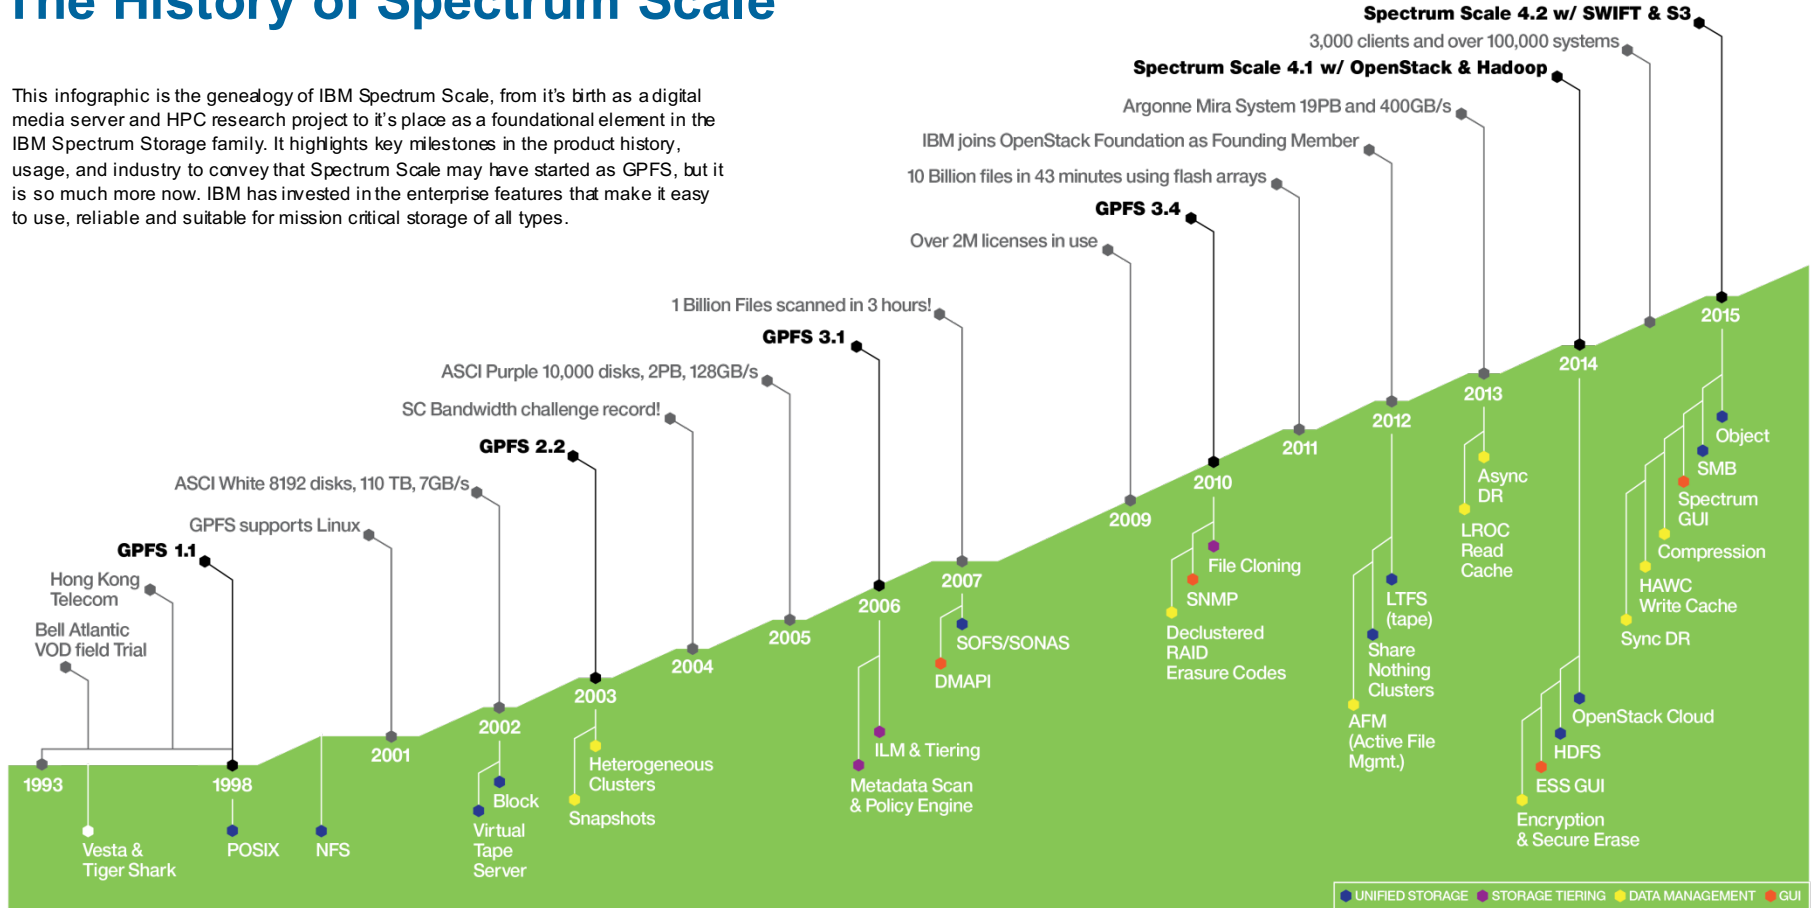 The History of Spectrum Scale
This infographic is the genealogy of IBM Spectrum Scale, from it's birth as a digital
media server and HPC research project to it's place as a foundational element in the
IBM Spectrum Storage family. It highlights key milestones in the product history,
usage, and industry to convey that Spectrum Scale may have started as GPFS, but it
is so much more now. IBM has invested in the enterprise features that make it easy
to use, reliable and suitable for mission critical storage of all types.
Spectrum Scale 4.2 w/ SWIFT & S3
3,000 clients and over 100,000 systems
Spectrum Scale 4.1 w/ OpenStack & Hadoop
Argonne Mira System 19PB and 400GB/s
IBM joins OpenStack Foundation as Founding Member
10 Billion files in 43 minutes using flash arrays
GPFS 3.4
Over 2M licenses in use
1 Billion Files scanned in 3 hours!
GPFS 3.1
ASCI Purple 10,000 disks, 2PB, 128GB/s
SC Bandwidth challenge record!
GPFS 2.2
ASCI White 8192 disks, 110 TB, 7GB/s
GPFS supports Linux
GPFS 1.1
Hong Kong
Telecom
Bell Atlantic
VOD field Trial
1993
Vesta &
Tiger Shark
1998
POSIX
NFS
2001
2002
Block
Virtual
Tape
Server
2003
Heterogeneous
Clusters
Snapshots
2004
2005
2006
ILM & Tiering
Metadata Scan
& Policy Engine
2007
SOFS/SONAS
DMAPI
2009
2010
File Cloning
SNMP
Declustered
RAID
Erasure Codes
2011
2012
LTFS
(tape)
Share
Nothing
Clusters
AFM
(Active File
Mgmt.)
2013
Async
DR
LROC
Read
Cache
2014
OpenStack Cloud
HDFS
ESS GUI
Encryption
& Secure Erase
2015
Object
SMB
Spectrum
GUI
Compression
HAWC
Write Cache
Sync DR
UNIFIED STORAGE
STORAGE TIERING
DATA MANAGEMENT
GUI